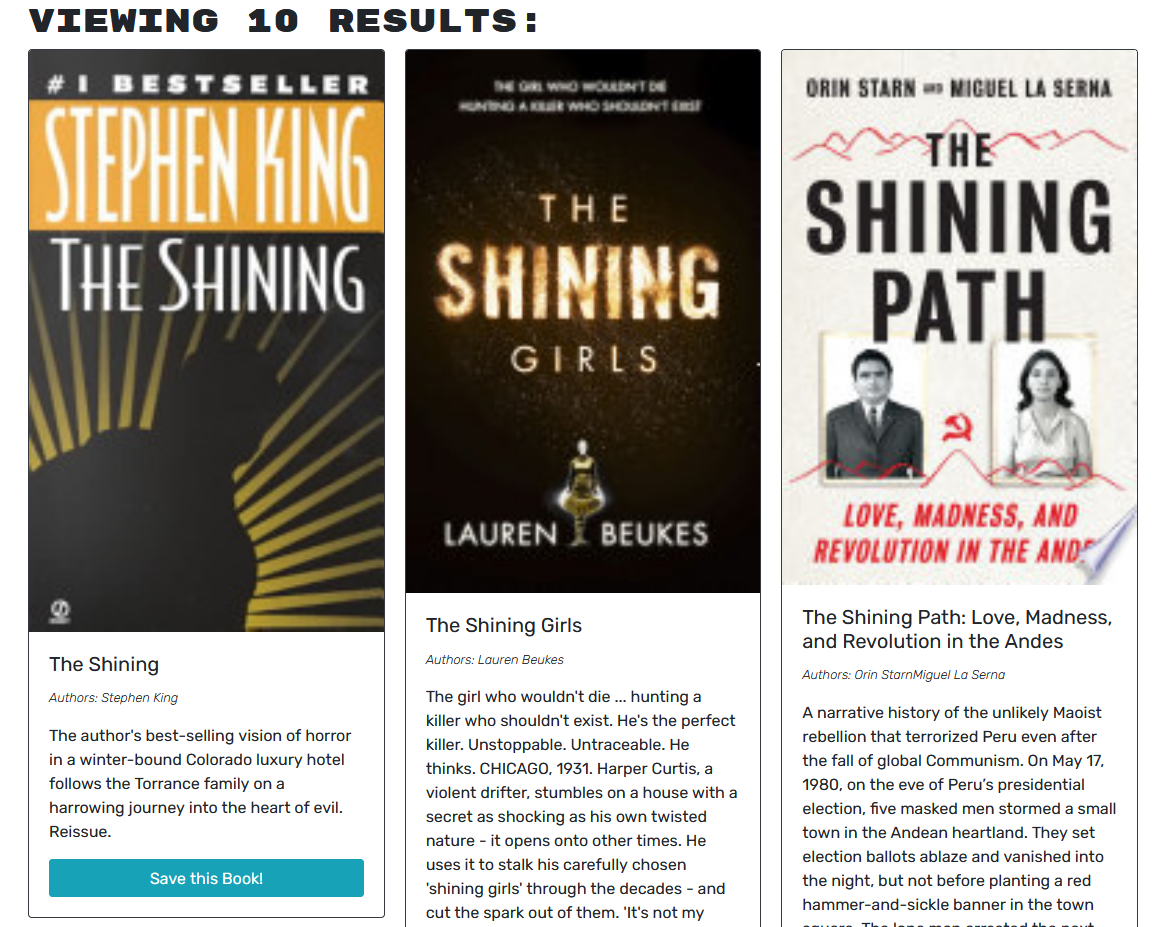 VIEWING 10 RESULTS:
#1 BESTSELLER
STEPHEN KING
THE SHINING
The Shining
Authors: Stephen King
The author's best-selling vision of horror
in a winter-bound Colorado luxury hotel
follows the Torrance family on a
harrowing journey into the heart of evil.
Reissue.
Save this Book!
THE GIRL WHO WOULDN'T DIE
HUNTING A KILLER WHO SHOULDN'T EXIST
THE
SHINING
GIRLS
LAUREN BEUKES
The Shining Girls
Authors: Lauren Beukes
The girl who wouldn't die ... hunting a
killer who shouldn't exist. He's the perfect
killer. Unstoppable. Untraceable. He
thinks. CHICAGO, 1931. Harper Curtis, a
violent drifter, stumbles on a house with a
secret as shocking as his own twisted
nature - it opens onto other times. He
uses it to stalk his carefully chosen
'shining girls' through the decades - and
cut the spark out of them. 'It's not my
ORIN STARN AND MIGUEL LA SERNA
THE
SHINING
PATH
LOVE, MADNESS, AND
REVOLUTION IN THE ANDES
The Shining Path: Love, Madness,
and Revolution in the Andes
Authors: Orin StarnMiguel La Serna
A narrative history of the unlikely Maoist
rebellion that terrorized Peru even after
the fall of global Communism. On May 17,
1980, on the eve of Peru’s presidential
election, five masked men stormed a small
town in the Andean heartland. They set
election ballots ablaze and vanished into
the night, but not before planting a red
hammer-and-sickle banner in the town
square. The lone men arrested the next